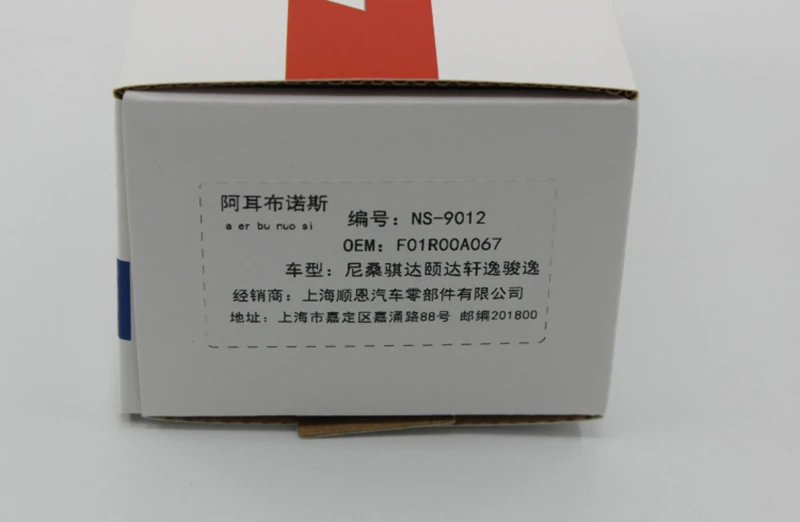 阿耳布诺斯
a er bu nuo si
编号：NS-9012
OEM：F01R00A067
车型：尼桑骐达颐达轩逸骏逸
经销商：上海顺恩汽车零部件有限公司
地址：上海市嘉定区嘉涌路88号 邮编201800